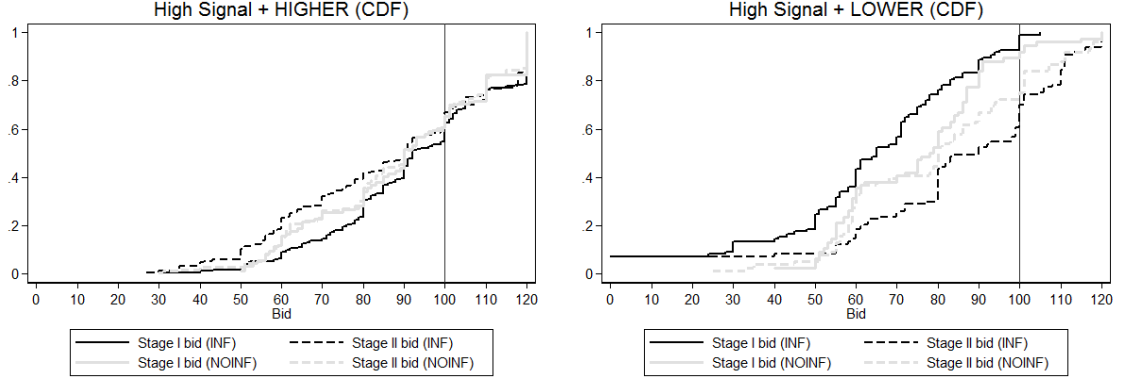 High Signal + HIGHER (CDF)
1
.8
.6
.4
.2
0
0 10 20 30 40 50 60 70 80 90 100 110 120
Bid
Stage I bid (INF) Stage II bid (INF)
Stage I bid (NOINF) Stage II bid (NOINF)
High Signal + LOWER (CDF)
1
.8
.6
.4
.2
0
0 10 20 30 40 50 60 70 80 90 100 110 120
Bid
Stage I bid (INF) Stage II bid (INF)
Stage I bid (NOINF) Stage II bid (NOINF)